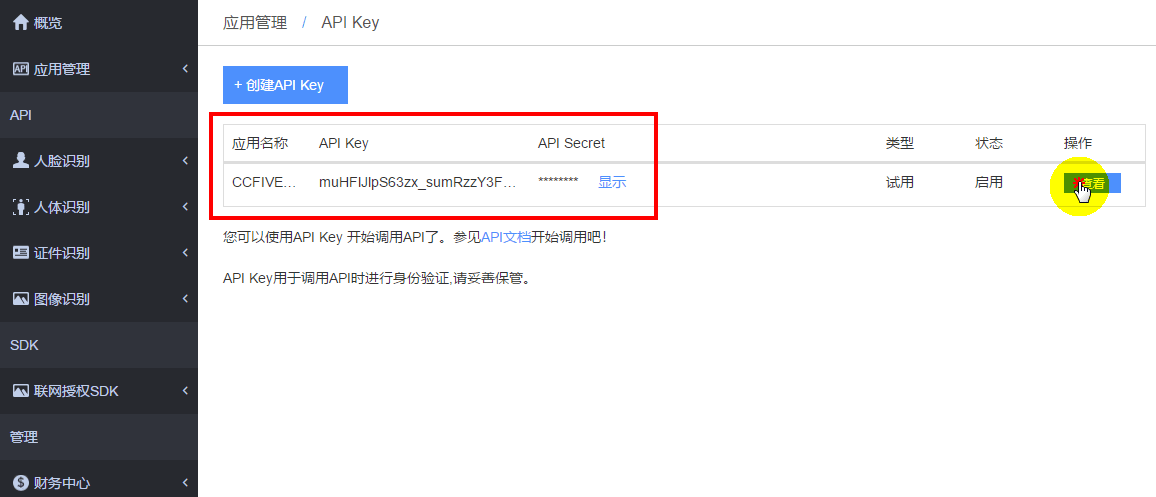 概览
应用管理
API
人脸识别
人体识别
证件识别
图像识别
SDK
联网授权SDK
管理
财务中心
应用管理 / API Key
+ 创建API Key
应用名称 API Key API Secret 类型 状态 操作
CCFIVE... muHFIJlpS63zx_sumRzzY3F... ******** 显示 试用 启用 查看
您可以使用API Key 开始调用API了。参见API文档开始调用吧!
API Key用于调用API时进行身份验证,请妥善保管。